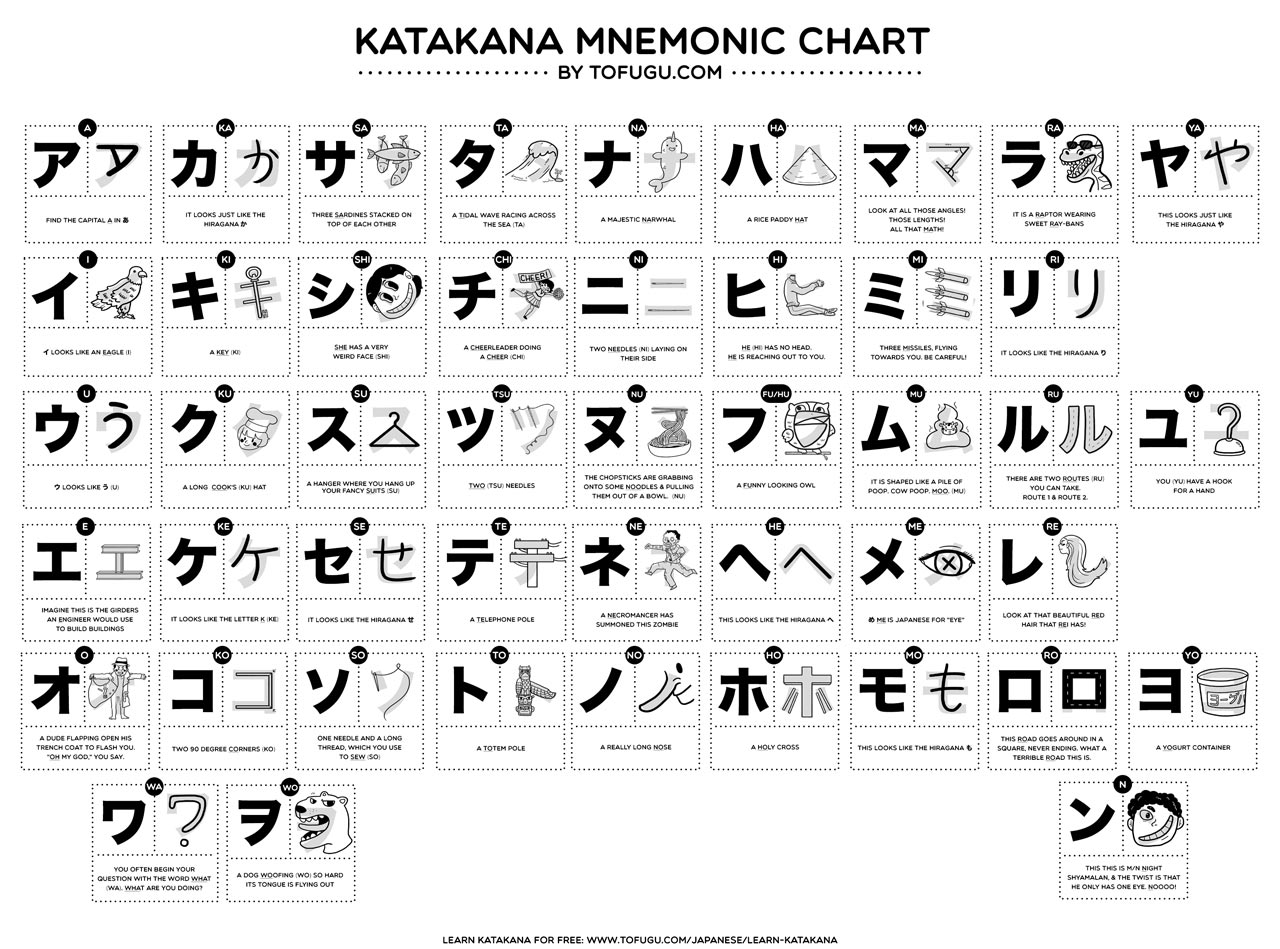 KATAKANA MNEMONIC CHART
BY TOFUGU.COM
A
ア
FIND THE CAPITAL A IN あ
KA
カ か
IT LOOKS JUST LIKE THE
HIRAGANA か
SA
サ
THREE SARDINES STACKED ON
TOP OF EACH OTHER
TA
タ
A TIDAL WAVE RACING ACROSS
THE SEA (TA)
NA
ナ
A MAJESTIC NARWHAL
HA
ハ
A RICE PADDY HAT
MA
マ
LOOK AT ALL THOSE ANGLES!
THOSE LENGTHS!
ALL THAT MATH!
RA
ラ
IT IS A RAPTOR WEARING
SWEET RAY-BANS
YA
ヤ や
THIS LOOKS JUST LIKE
THE HIRAGANA や
I
イ
イ LOOKS LIKE AN EAGLE (I)
KI
キ
A KEY (KI)
SHI
シ
SHE HAS A VERY
WEIRD FACE (SHI)
CHI
チ
CHEER!
A CHEERLEADER DOING
A CHEER (CHI)
NI
ニ
TWO NEEDLES (NI) LAYING ON
THEIR SIDE
HI
ヒ
HE (HI) HAS NO HEAD.
HE IS REACHING OUT TO YOU.
MI
ミ
THREE MISSILES, FLYING
TOWARDS YOU. BE CAREFUL!
RI
リ り
IT LOOKS LIKE THE HIRAGANA り
U
ウ う
ウ LOOKS LIKE う (U)
KU
ク
A LONG COOK'S (KU) HAT
SU
ス
A HANGER WHERE YOU HANG UP
YOUR FANCY SUITS (SU)
TSU
ツ
TWO (TSU) NEEDLES
NU
ヌ
THE CHOPSTICKS ARE GRABBING
ONTO SOME NOODLES & PULLING
THEM OUT OF A BOWL. (NU)
FU/HU
フ
A FUNNY LOOKING OWL
MU
ム
IT IS SHAPED LIKE A PILE OF
POOP. COW POOP. MOO. (MU)
RU
ル
THERE ARE TWO ROUTES (RU)
YOU CAN TAKE.
ROUTE 1 & ROUTE 2.
YU
ユ
YOU (YU) HAVE A HOOK
FOR A HAND
E
エ
IMAGINE THIS IS THE GIRDERS
AN ENGINEER WOULD USE
TO BUILD BUILDINGS
KE
ケ
IT LOOKS LIKE THE LETTER K (KE)
SE
セ せ
IT LOOKS LIKE THE HIRAGANA せ
TE
テ
A TELEPHONE POLE
NE
ネ
A NECROMANCER HAS
SUMMONED THIS ZOMBIE
HE
ヘ へ
THIS LOOKS LIKE THE HIRAGANA へ
ME
メ
め ME IS JAPANESE FOR "EYE"
RE
レ
LOOK AT THAT BEAUTIFUL RED
HAIR THAT REI HAS!
O
オ
A DUDE FLAPPING OPEN HIS
TRENCH COAT TO FLASH YOU.
"OH MY GOD," YOU SAY.
KO
コ
TWO 90 DEGREE CORNERS (KO)
SO
ソ
ONE NEEDLE AND A LONG
THREAD, WHICH YOU USE
TO SEW (SO)
TO
ト
A TOTEM POLE
NO
ノ
A REALLY LONG NOSE
HO
ホ
A HOLY CROSS
MO
モ も
THIS LOOKS LIKE THE HIRAGANA も
RO
ロ
THIS ROAD GOES AROUND IN A
SQUARE, NEVER ENDING. WHAT A
TERRIBLE ROAD THIS IS.
YO
ヨ
ヨーグ
A YOGURT CONTAINER
WA
ワ ?
YOU OFTEN BEGIN YOUR
QUESTION WITH THE WORD WHAT
(WA). WHAT ARE YOU DOING?
WO
ヲ
A DOG WOOFING (WO) SO HARD
ITS TONGUE IS FLYING OUT
N
ン
THIS THIS IS M/N NIGHT
SHYAMALAN, & THE TWIST IS THAT
HE ONLY HAS ONE EYE. NOOOO!
LEARN KATAKANA FOR FREE: WWW.TOFUGU.COM/JAPANESE/LEARN-KATAKANA